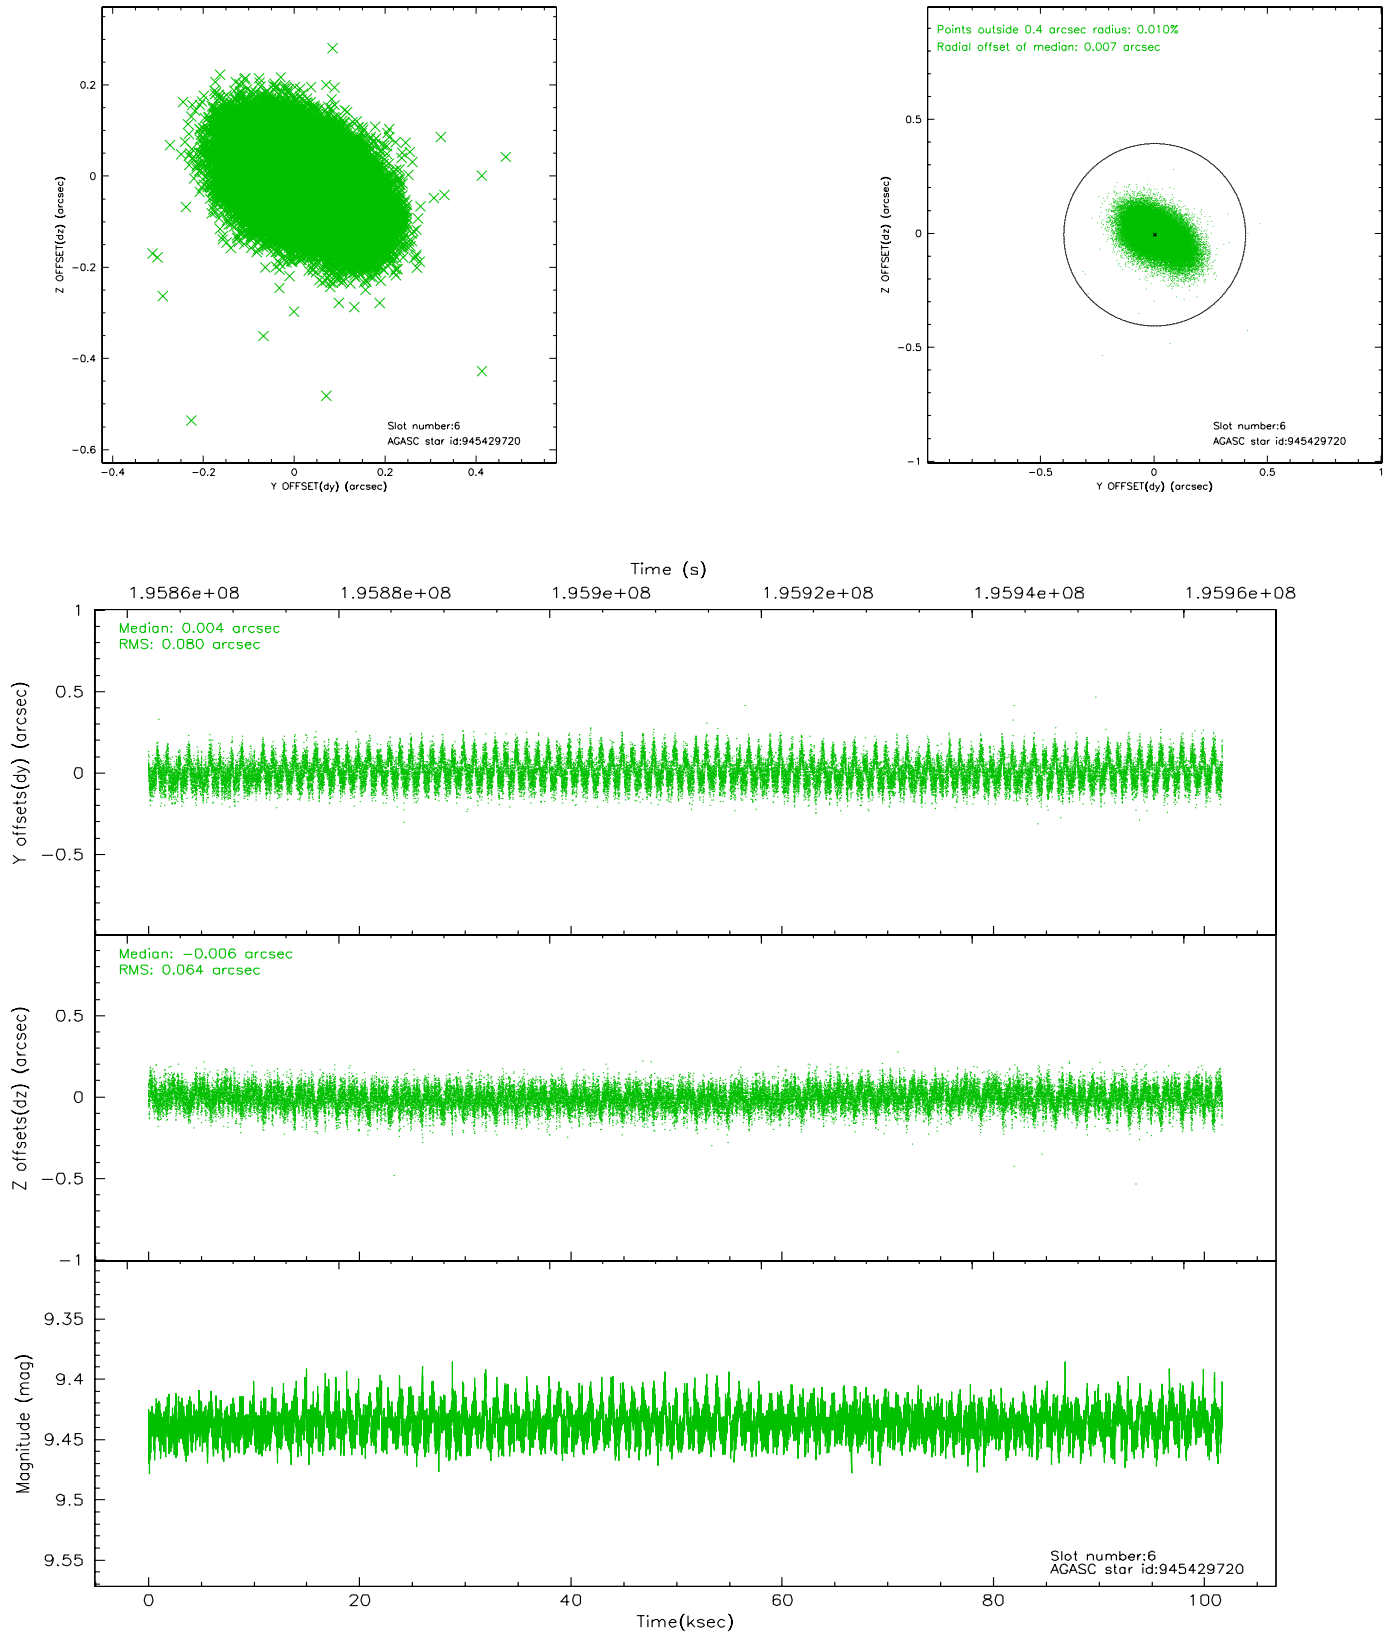 0.2
0
−0.2
−0.4
−0.6
Z OFFSET(dz) (arcsec)
Slot number:6
AGASC star id:945429720
−0.4 −0.2 0 0.2 0.4
Y OFFSET(dy) (arcsec)
Points outside 0.4 arcsec radius: 0.010%
Radial offset of median: 0.007 arcsec
0.5
0
−0.5
−1
Z OFFSET(dz) (arcsec)
Slot number:6
AGASC star id:945429720
−0.5 0 0.5 1
Y OFFSET(dy) (arcsec)
Time (s)
1.9586e+08 1.9588e+08 1.959e+08 1.9592e+08 1.9594e+08 1.9596e+08
Median: 0.004 arcsec
RMS: 0.080 arcsec
1
0.5
0
−0.5
Y offsets(dy) (arcsec)
Median: −0.006 arcsec
RMS: 0.064 arcsec
0.5
0
−0.5
−1
Z offsets(dz) (arcsec)
9.35
9.4
9.45
9.5
9.55
Magnitude (mag)
Slot number:6
AGASC star id:945429720
0 20 40 60 80 100
Time(ksec)